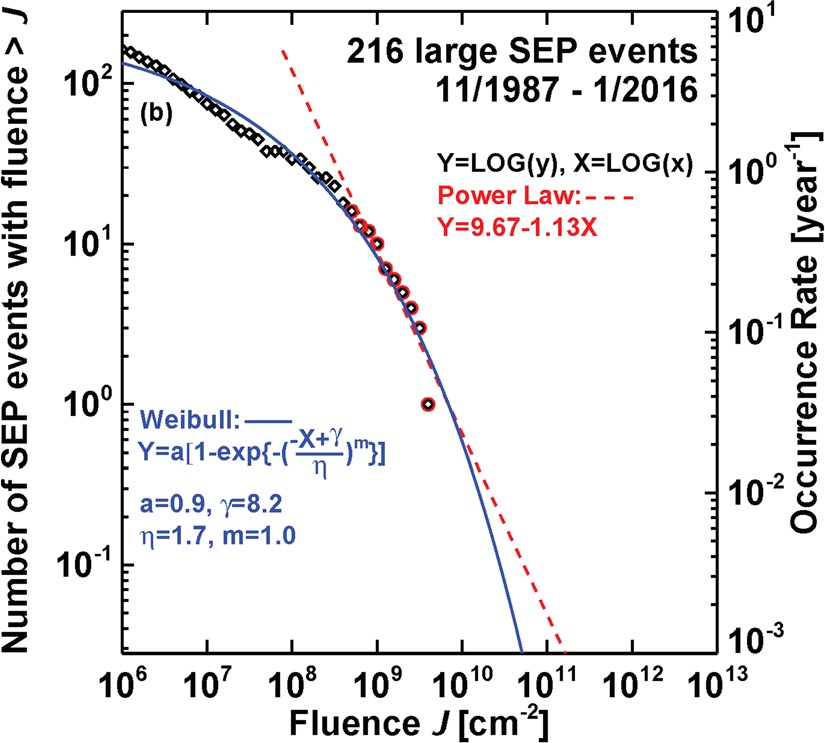 Number of SEP events with fluence > J
10²
10¹
10⁰
10⁻¹
(b)
216 large SEP events
11/1987 - 1/2016
Y=LOG(y), X=LOG(x)
Power Law:
Y=9.67-1.13X
Weibull:
Y=a[1-exp{-(-X+γ/η)ᵐ}]
a=0.9, γ=8.2
η=1.7, m=1.0
10¹
10⁰
10⁻¹
10⁻²
10⁻³
Occurrence Rate [year⁻¹]
10⁶ 10⁷ 10⁸ 10⁹ 10¹⁰ 10¹¹ 10¹² 10¹³
Fluence J [cm⁻²]